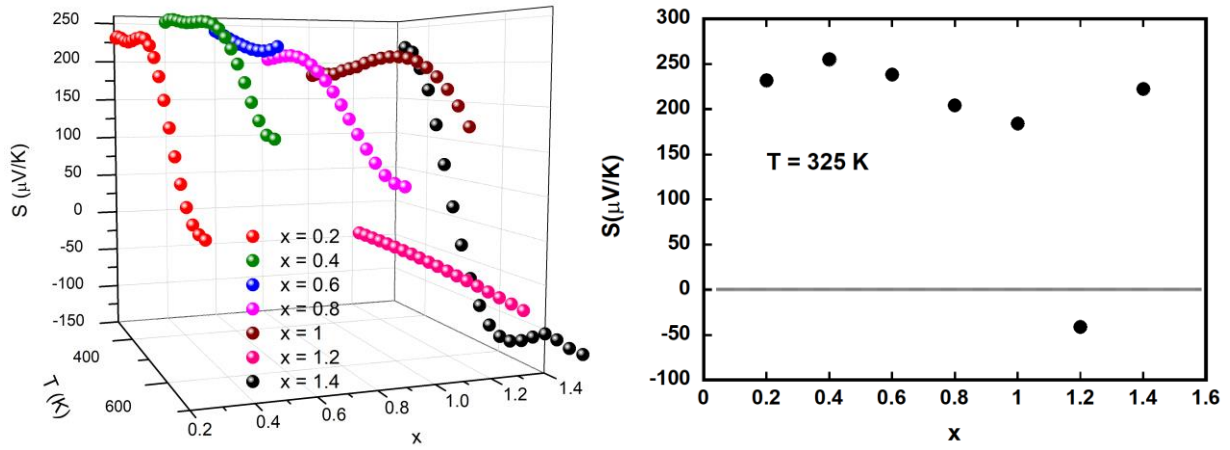 250
200
150
100
50
0
-50
-100
-150
S (μV/K)
400
600
T (K)
0.2
0.4
0.6
0.8
1.0
1.2
1.4
x
x = 0.2
x = 0.4
x = 0.6
x = 0.8
x = 1
x = 1.2
x = 1.4
300
250
200
150
100
50
0
-50
-100
S(μV/K)
T = 325 K
0
0.2
0.4
0.6
0.8
1
1.2
1.4
1.6
x